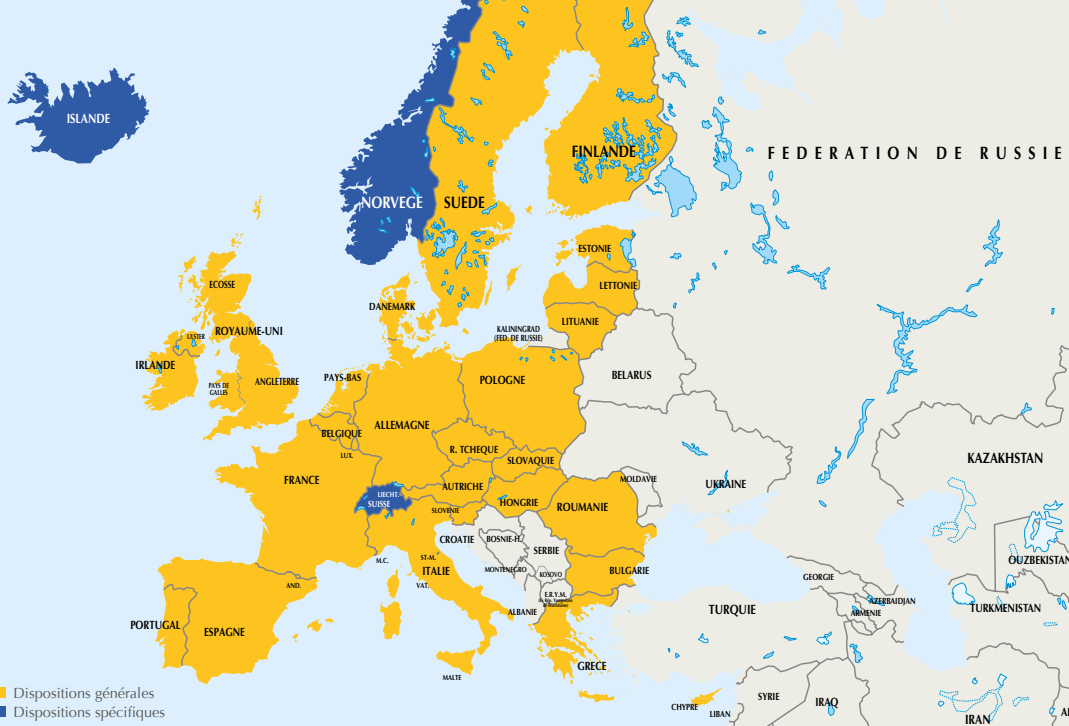 ISLANDE
FINLANDE
FEDERATION DE RUSSIE
NORVEGE
SUEDE
ESTONIE
ECOSSE
LETTONIE
DANEMARK
LITUANIE
ULSTER
ROYAUME-UNI
KALININGRAD
(FED. DE RUSSIE)
IRLANDE
PAYS DE
GALLES
ANGLETERRE
PAYS-BAS
POLOGNE
BELARUS
ALLEMAGNE
BELGIQUE
LUX.
R. TCHEQUE
SLOVAQUIE
KAZAKHSTAN
FRANCE
MOLDAVIE
UKRAINE
AUTRICHE
LIECHT.
SUISSE
HONGRIE
ROUMANIE
SLOVENIE
CROATIE
BOSNIE-H.
SERBIE
M.C.
ST-M.
ITALIE
VAT.
MONTENEGRO
KOSOVO
BULGARIE
OUZBEKISTAN
GEORGIE
AND.
E.R.Y.M.
ALBANIE
TURQUIE
AZERBAIDJAN
ARMENIE
TURKMENISTAN
PORTUGAL
ESPAGNE
GRECE
MALTE
CHYPRE
LIBAN
SYRIE
IRAQ
IRAN
Dispositions générales
Dispositions spécifiques